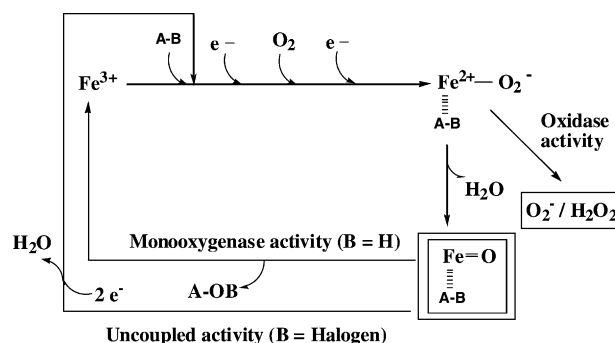 A-B e – O₂ e –
Fe³⁺ Fe²⁺— O₂⁻
A-B
Oxidase
activity
H₂O
O₂⁻ / H₂O₂
H₂O
Monooxygenase activity (B = H)
Fe=O
A-B
A-OB
2 e⁻
Uncoupled activity (B = Halogen)